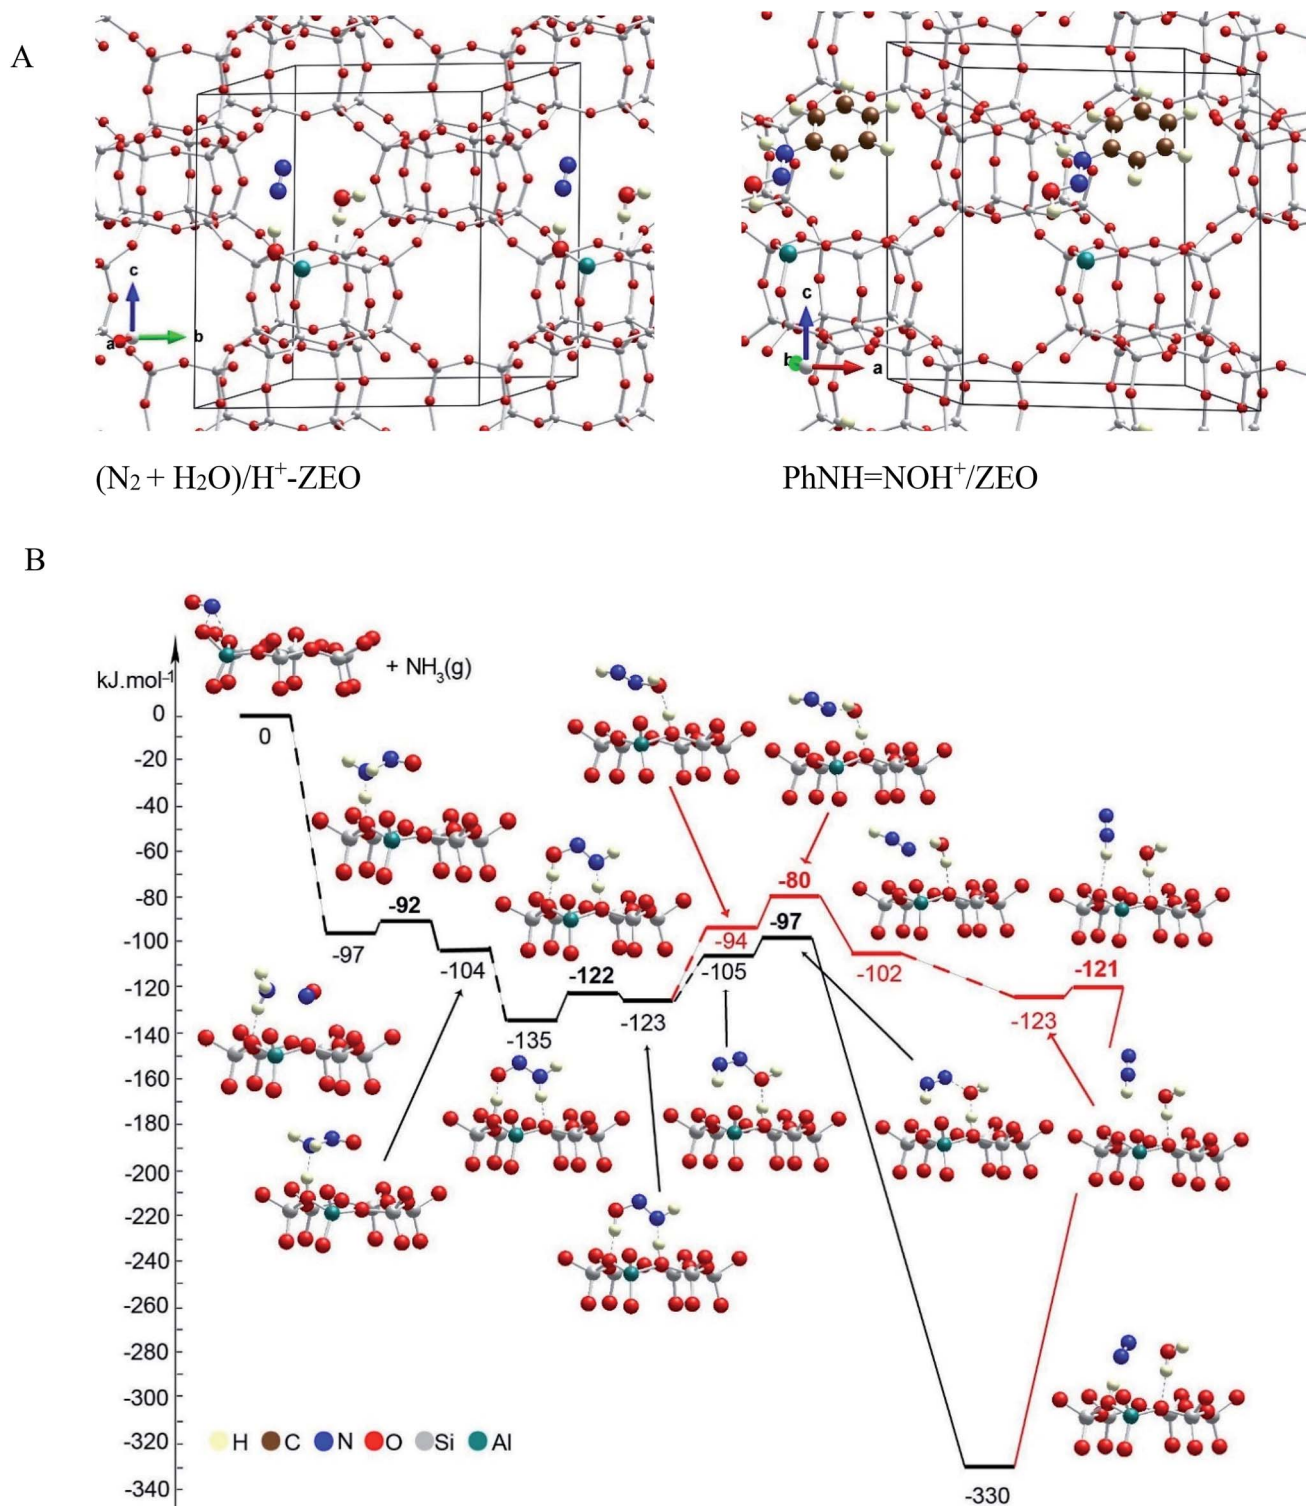 A
c
a
b
c
b
a
(N₂ + H₂O)/H⁺-ZEO
PhNH=NOH⁺/ZEO
B
+ NH₃(g)
kJ.mol⁻¹
0
-20
-40
-60
-80
-100
-120
-140
-160
-180
-200
-220
-240
-260
-280
-300
-320
-340
0
-97
-92
-104
-135
-122
-123
-94
-105
-80
-97
-102
-123
-121
-330
H C N O Si Al